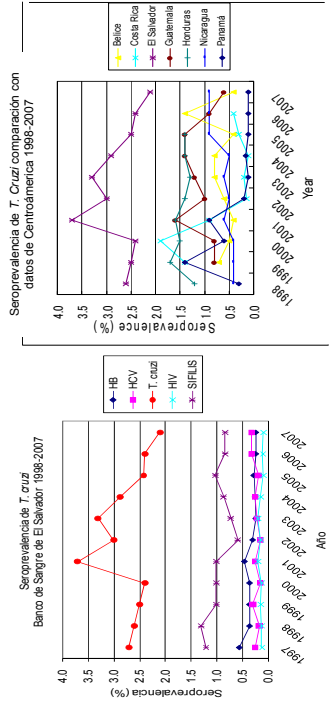 Seroprevalencia de T. cruzi
Banco de Sangre de El Salvador 1998-2007
HB
HCV
T. cruzi
HIV
SIFILIS
Seroprevalencia (%)
4.0
3.5
3.0
2.5
2.0
1.5
1.0
0.5
0.0
1997
1998
1999
2000
2001
2002
2003
2004
2005
2006
2007
Año
Seroprevalencia de T. Cruzi comparación con
datos de Centroámerica 1998-2007
Seroprevalence (%)
4.0
3.5
3.0
2.5
2.0
1.5
1.0
0.5
0.0
1998
1999
2000
2001
2002
2003
2004
2005
2006
2007
Year
Belice
Costa Rica
El Salvador
Guatemala
Honduras
Nicaragua
Panamá